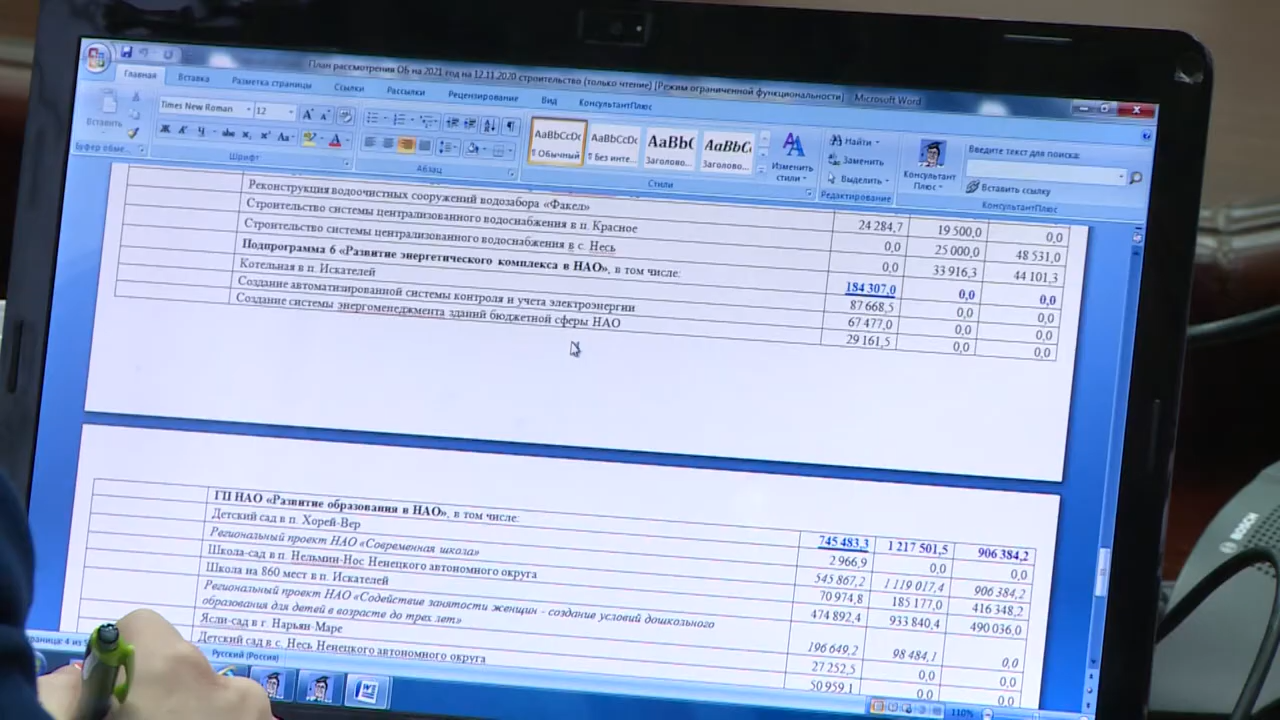 План рассмотрения ОБ на 2021 год на 12.11.2020 строительство (только чтение) [Режим ограниченной функциональности] - Microsoft Word
Главная Вставка Разметка страницы Ссылки Рассылки Рецензирование Вид КонсультантПлюс
Times New Roman 12
Вставить
Ж К Ч abc x x Aa
AaBbCcDc AaBbCcDc AaBbC AaBbCc
¶ Обычный ¶ Без инте... Заголово... Заголово...
Изменить стили
Найти
Заменить
Выделить
Консультант Плюс
Введите текст для поиска:
Вставить ссылку
Буфер обме... Шрифт Абзац Стили Редактирование КонсультантПлюс
Реконструкция водоочистных сооружений водозабора «Факел» 24 284,7 19 500,0 0,0
Строительство системы централизованного водоснабжения в п. Красное 0,0 25 000,0 48 531,0
Строительство системы централизованного водоснабжения в с. Несь 0,0 33 916,3 44 101,3
Подпрограмма 6 «Развитие энергетического комплекса в НАО», в том числе: 184 307,0 0,0 0,0
Котельная в п. Искателей 87 668,5 0,0 0,0
Создание автоматизированной системы контроля и учета электроэнергии 67 477,0 0,0 0,0
Создание системы энергоменеджмента зданий бюджетной сферы НАО 29 161,5 0,0 0,0
ГП НАО «Развитие образования в НАО», в том числе: 745 483,3 1 217 501,5 906 384,2
Детский сад в п. Хорей-Вер 2 966,9 0,0 0,0
Региональный проект НАО «Современная школа» 545 867,2 1 119 017,4 906 384,2
Школа-сад в п. Нельмин-Нос Ненецкого автономного округа 70 974,8 185 177,0 416 348,2
Школа на 860 мест в п. Искателей 474 892,4 933 840,4 490 036,0
Региональный проект НАО «Содействие занятости женщин - создание условий дошкольного
образования для детей в возрасте до трех лет» 196 649,2 98 484,1 0,0
Ясли-сад в г. Нарьян-Маре 27 252,5 0,0 0,0
Детский сад в с. Несь Ненецкого автономного округа 50 959,1 0,0 0,0
Русский (Россия)
110%
BOSCH